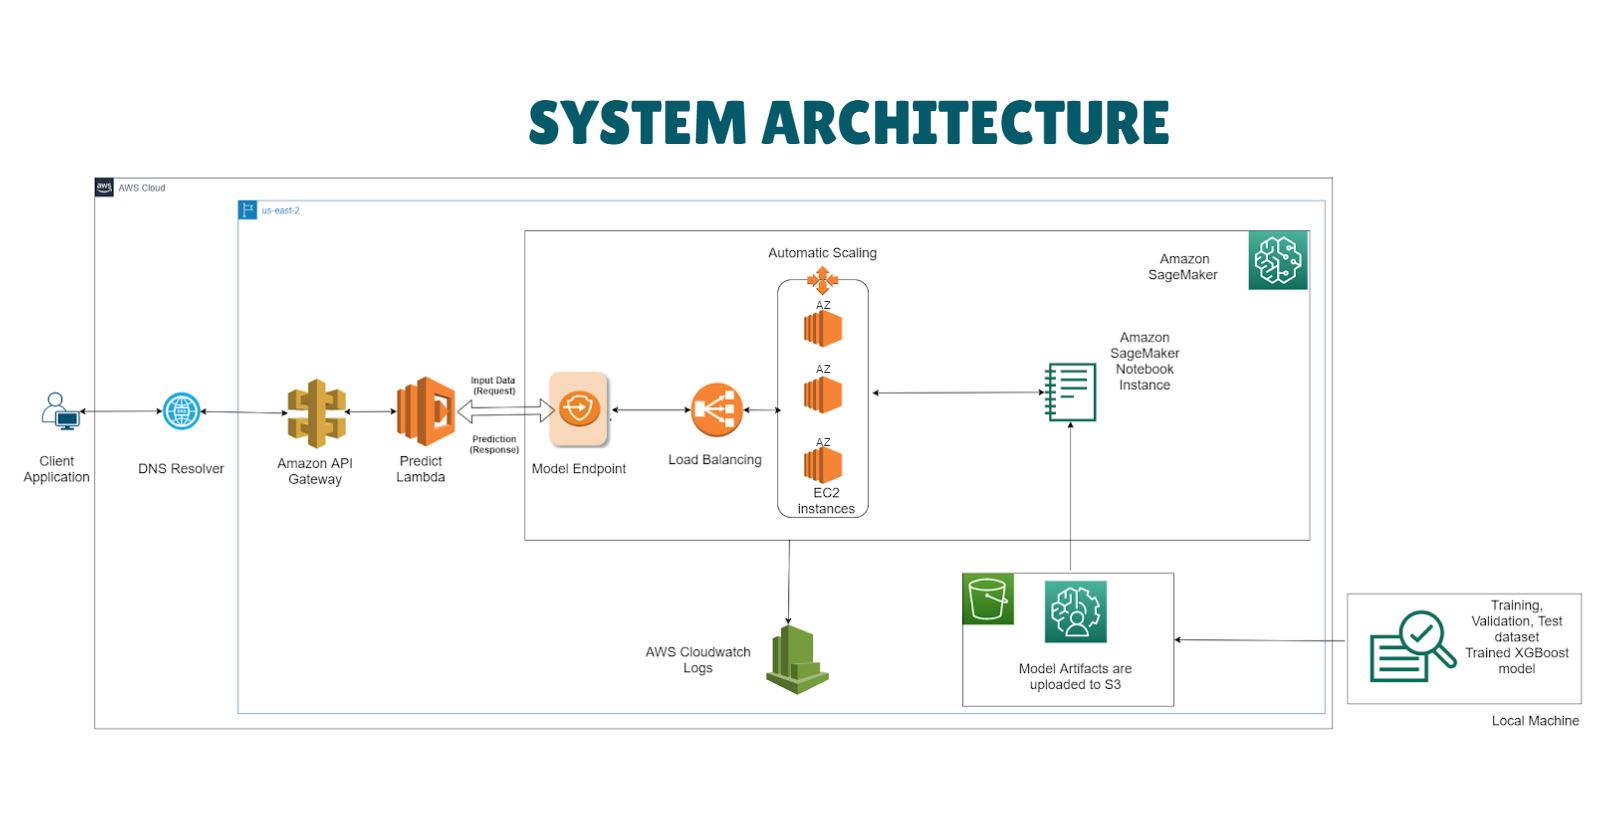 SYSTEM ARCHITECTURE
aws
AWS Cloud
us-east-2
Automatic Scaling
Amazon
SageMaker
AZ
Amazon
SageMaker
Notebook
Instance
AZ
Input Data
(Request)
Prediction
(Response)
AZ
Client
Application
DNS Resolver
Amazon API
Gateway
Predict
Lambda
Model Endpoint
Load Balancing
EC2
instances
AWS Cloudwatch
Logs
Model Artifacts are
uploaded to S3
Training,
Validation, Test
dataset
Trained XGBoost
model
Local Machine